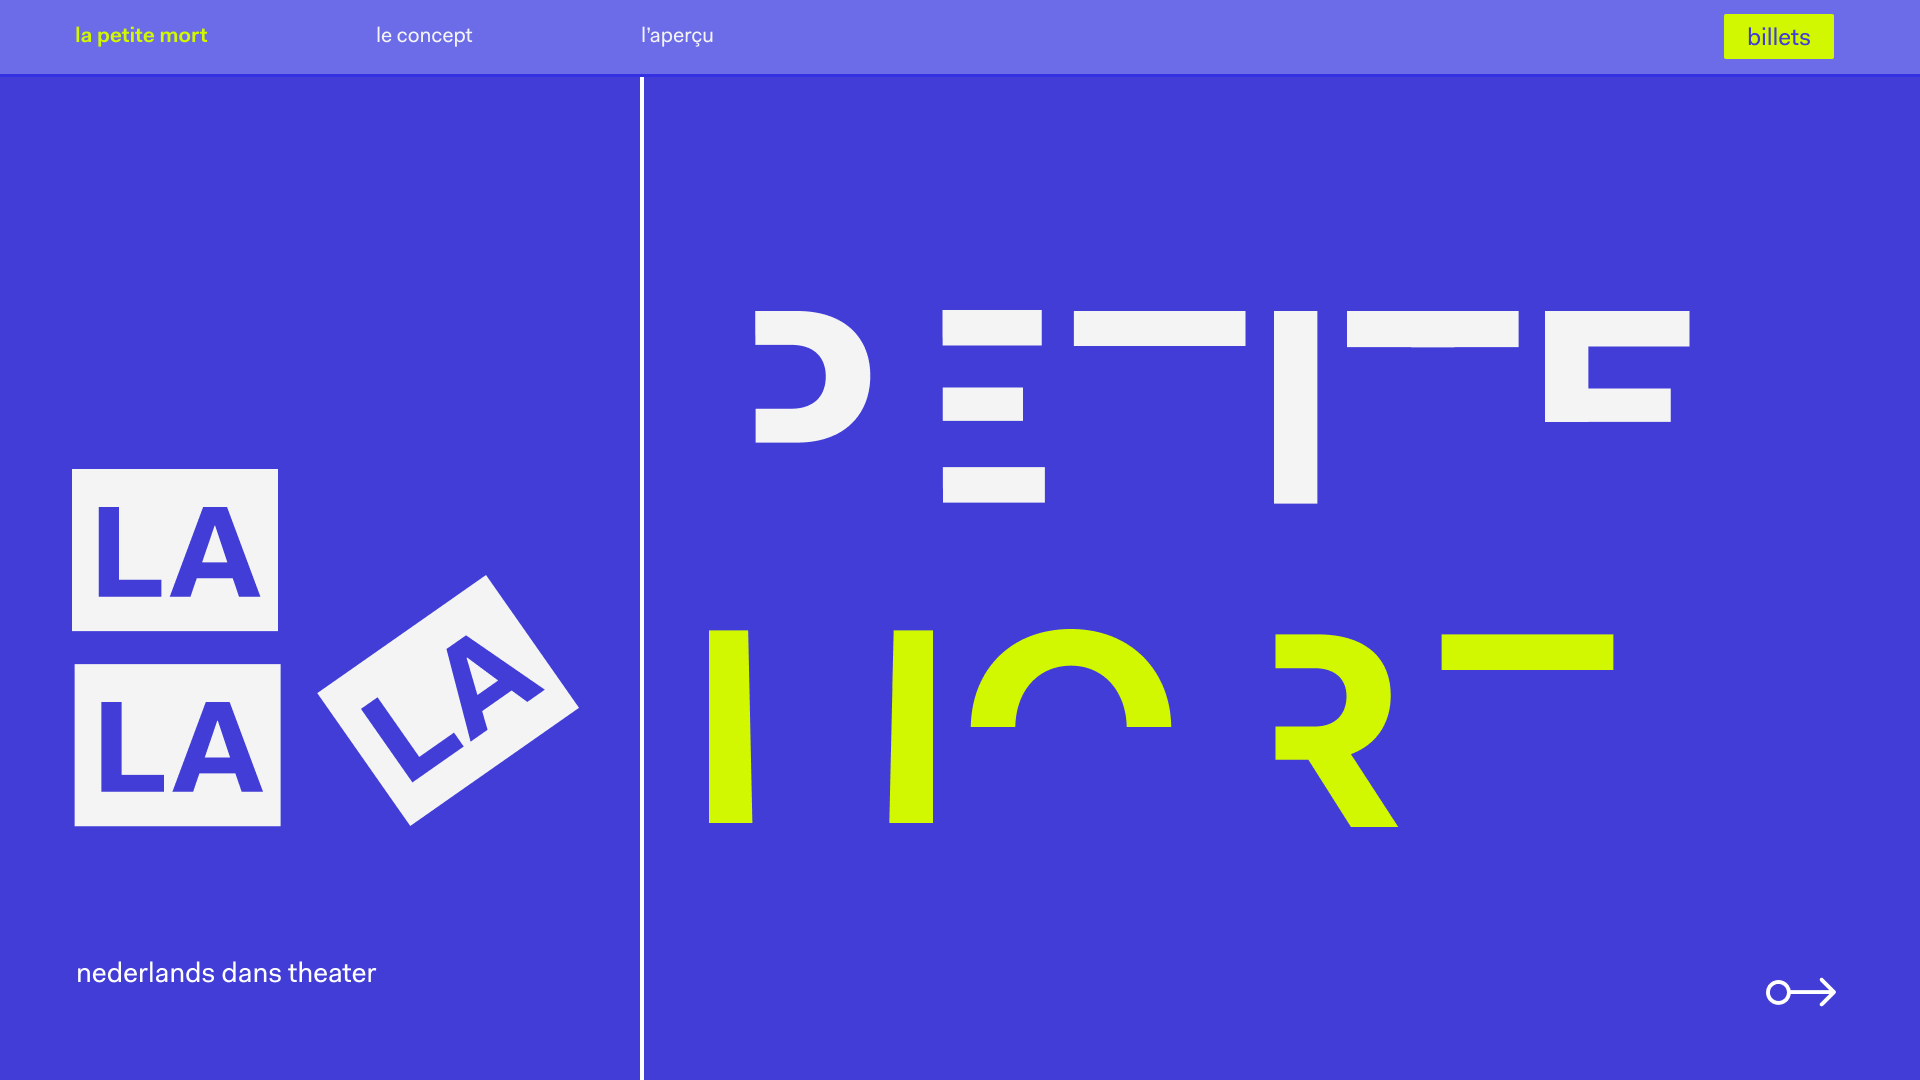 la petite mort
le concept
l’aperçu
billets
LA
LA
LA
PETITE
MORT
nederlands dans theater